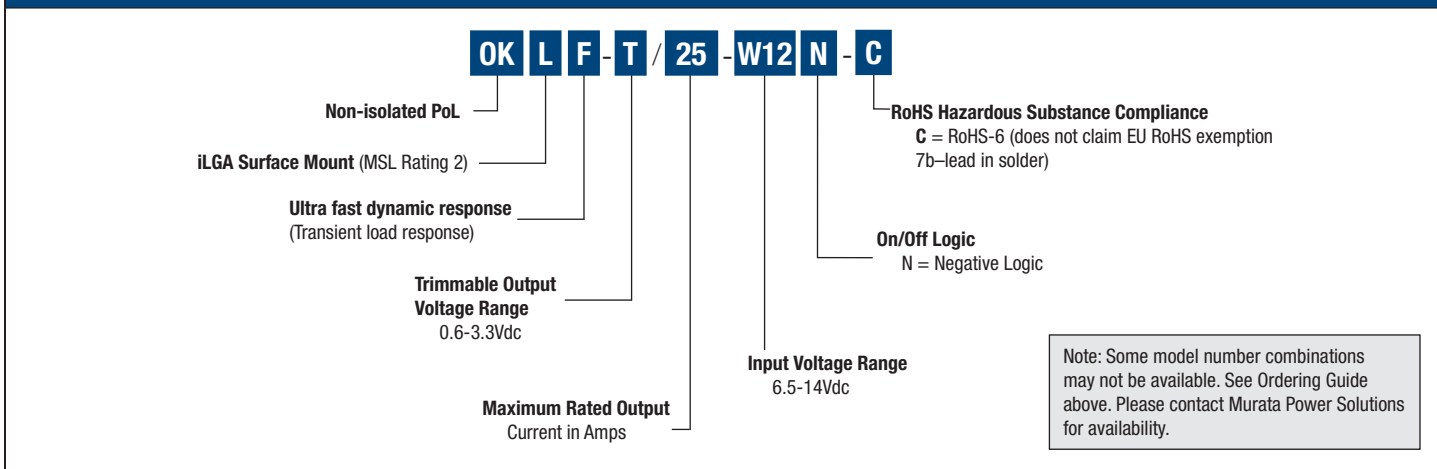 OK L F - T / 25 - W12 N - C
Non-isolated PoL
RoHS Hazardous Substance Compliance
C = RoHS-6 (does not claim EU RoHS exemption
7b–lead in solder)
iLGA Surface Mount (MSL Rating 2)
Ultra fast dynamic response
(Transient load response)
On/Off Logic
N = Negative Logic
Trimmable Output
Voltage Range
0.6-3.3Vdc
Input Voltage Range
6.5-14Vdc
Maximum Rated Output
Current in Amps
Note: Some model number combinations
may not be available. See Ordering Guide
above. Please contact Murata Power Solutions
for availability.